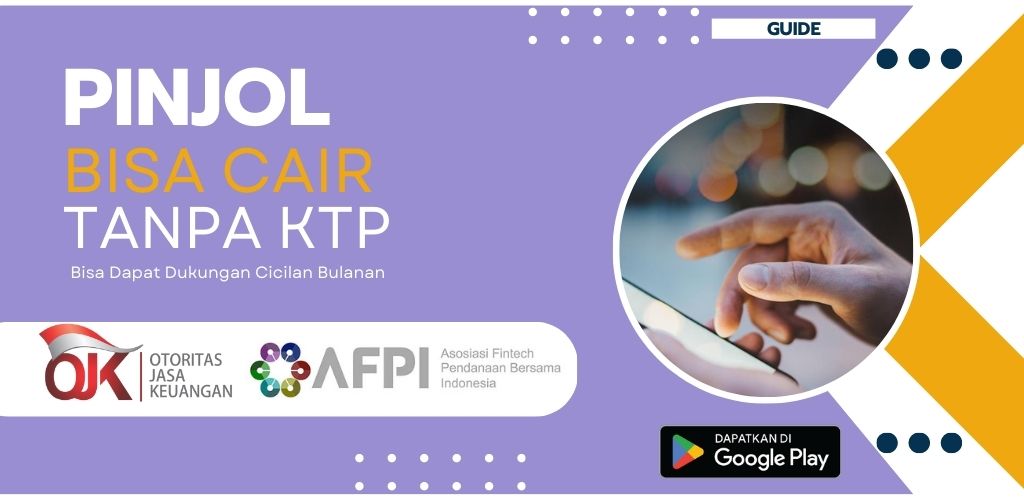 GUIDE
PINJOL
BISA CAIR
TANPA KTP
Bisa Dapat Dukungan Cicilan Bulanan
OJK
OTORITAS
JASA
KEUANGAN
AFPI
Asosiasi Fintech
Pendanaan Bersama
Indonesia
DAPATKAN DI
Google Play